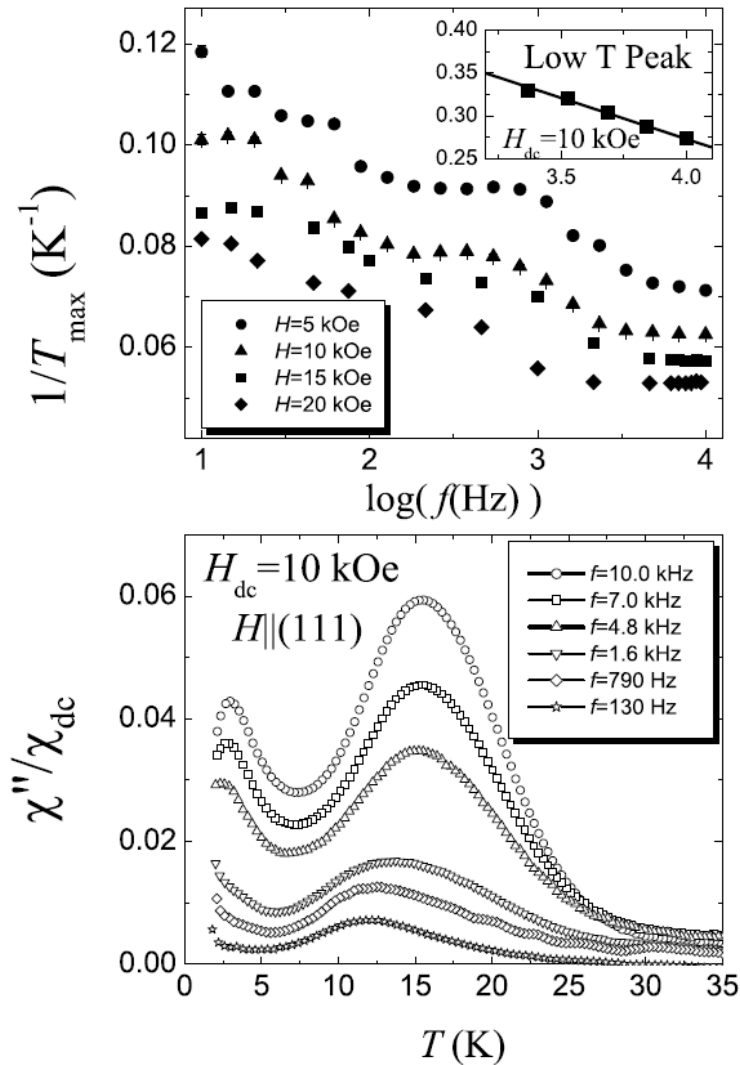 0.12
0.10
0.08
0.06
1/T_max (K^-1)
0.40
0.35
0.30
0.25
Low T Peak
H_dc=10 kOe
3.5 4.0
H=5 kOe
H=10 kOe
H=15 kOe
H=20 kOe
1 2 3 4
log( f(Hz) )
0.06
0.04
0.02
0.00
χ''/χ_dc
H_dc=10 kOe
H||(111)
f=10.0 kHz
f=7.0 kHz
f=4.8 kHz
f=1.6 kHz
f=790 Hz
f=130 Hz
0 5 10 15 20 25 30 35
T (K)